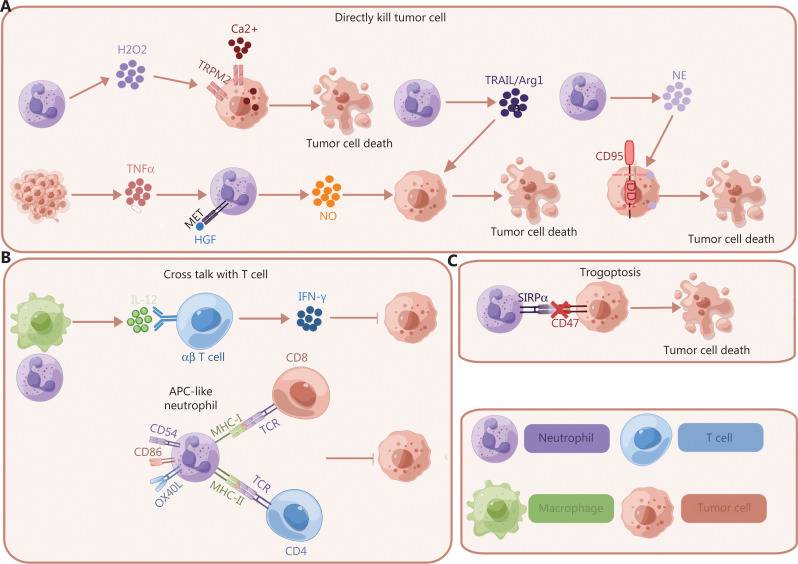 A
Directly kill tumor cell
Ca2+
H2O2
TRPM2
TRAIL/Arg1
NE
Tumor cell death
TNFα
CD95
MET
HGF
NO
Tumor cell death
Tumor cell death
B
Cross talk with T cell
IL-12
IFN-γ
αβ T cell
CD8
APC-like
neutrophil
MHC-I
TCR
CD54
CD86
OX40L
TCR
MHC-II
CD4
C
Trogoptosis
SIRPα
CD47
Tumor cell death
Neutrophil
T cell
Macrophage
Tumor cell